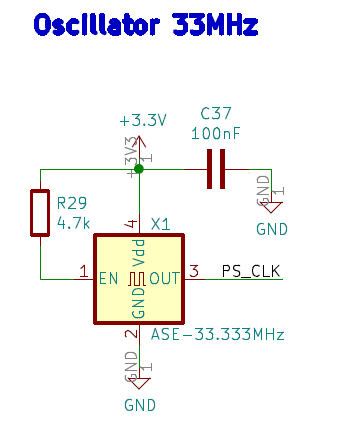 Oscillator 33MHz
+3.3V
+3V3
1
C37
100nF
GND
1
GND
R29
4.7k
X1
4
Vdd
1
EN
OUT
3
PS_CLK
GND
2
ASE-33.333MHz
GND
1
GND